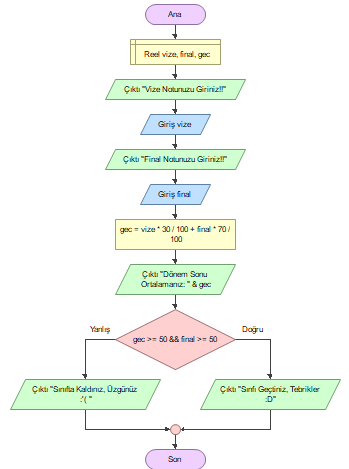 Ana
Reel vize, final, gec
Çıktı "Vize Notunuzu Giriniz!!"
Giriş vize
Çıktı "Final Notunuzu Giriniz!!"
Giriş final
gec = vize * 30 / 100 + final * 70 /
100
Çıktı "Dönem Sonu
Ortalamanız: " & gec
Yanlış
gec >= 50 && final >= 50
Doğru
Çıktı "Sınıfta Kaldınız, Üzgünüz
:'( "
Çıktı "Sınfı Geçtiniz, Tebrikler
:D"
Son